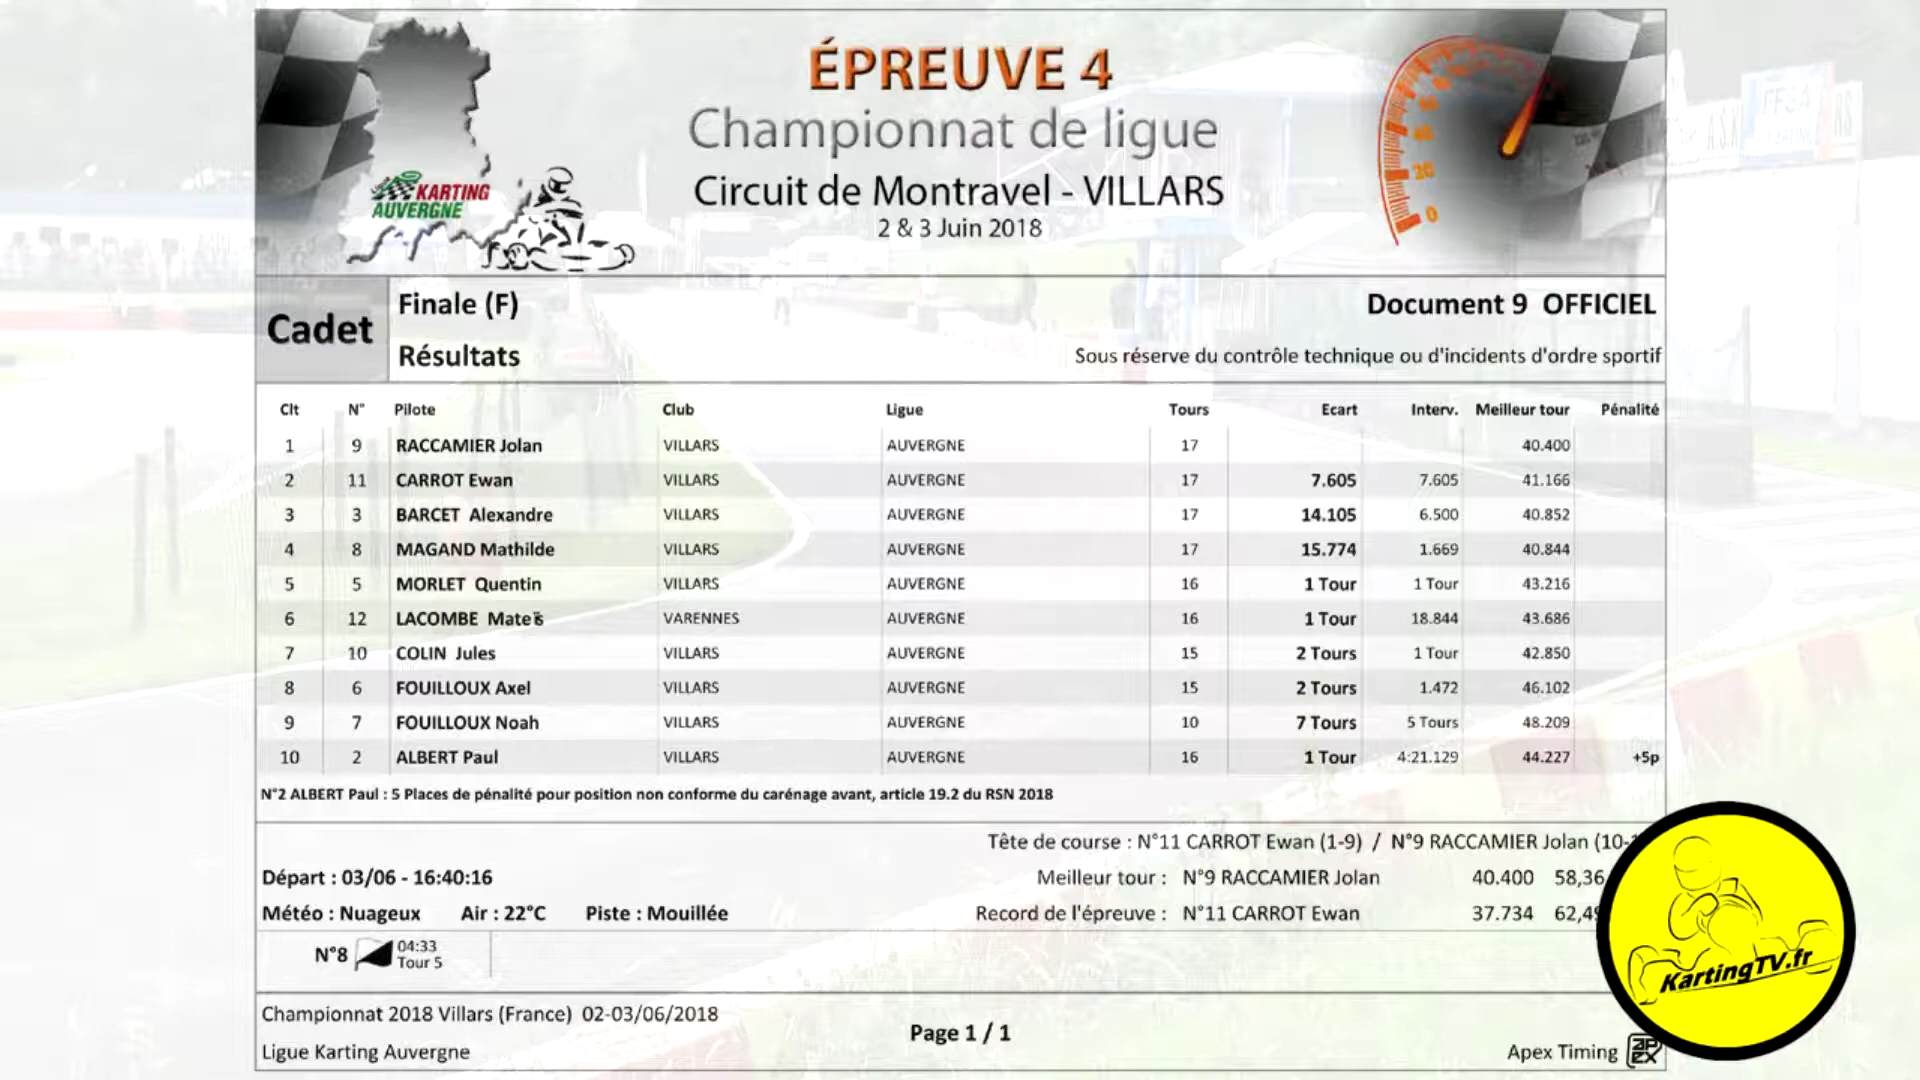 ÉPREUVE 4
Championnat de ligue
Circuit de Montravel - VILLARS
2 & 3 Juin 2018
KARTING
AUVERGNE
20
0
Cadet
Finale (F)
Résultats
Document 9 OFFICIEL
Sous réserve du contrôle technique ou d'incidents d'ordre sportif
Clt N° Pilote Club Ligue Tours Ecart Interv. Meilleur tour Pénalité
1 9 RACCAMIER Jolan VILLARS AUVERGNE 17 40.400
2 11 CARROT Ewan VILLARS AUVERGNE 17 7.605 7.605 41.166
3 3 BARCET Alexandre VILLARS AUVERGNE 17 14.105 6.500 40.852
4 8 MAGAND Mathilde VILLARS AUVERGNE 17 15.774 1.669 40.844
5 5 MORLET Quentin VILLARS AUVERGNE 16 1 Tour 1 Tour 43.216
6 12 LACOMBE VARENNES AUVERGNE 16 1 Tour 18.844 43.686
7 10 COLIN Jules VILLARS AUVERGNE 15 2 Tours 1 Tour 42.850
8 6 FOUILLOUX Axel VILLARS AUVERGNE 15 2 Tours 1.472 46.102
9 7 FOUILLOUX Noah VILLARS AUVERGNE 10 7 Tours 5 Tours 48.209
10 2 ALBERT Paul VILLARS AUVERGNE 16 1 Tour 4:21.129 44.227 +5p
N°2 ALBERT Paul : 5 Places de pénalité pour position non conforme du carénage avant, article 19.2 du RSN 2018
Tête de course : N°11 CARROT Ewan (1-9) / N°9 RACCAMIER Jolan (10-
Départ : 03/06 - 16:40:16
Meilleur tour : N°9 RACCAMIER Jolan 40.400 58,36
Météo : Nuageux Air : 22°C Piste : Mouillée
Record de l'épreuve : N°11 CARROT Ewan 37.734 62,4
N°8 04:33
Tour 5
KartingTV.fr
Championnat 2018 Villars (France) 02-03/06/2018
Page 1 / 1
Ligue Karting Auvergne
Apex Timing
APEX